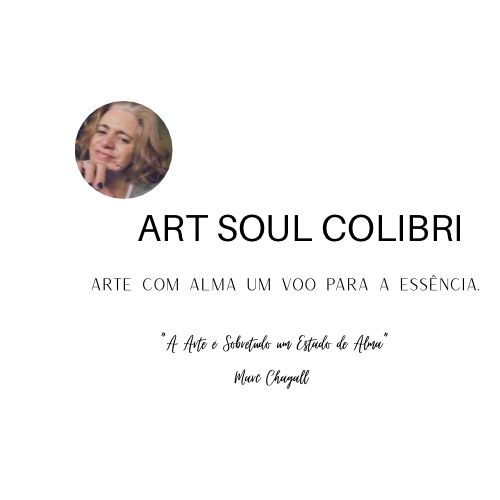 ART SOUL COLIBRI
ARTE COM ALMA UM VOO PARA A ESSÊNCIA.
"A Arte e Sobretudo um Estado de Alma"
Marc Chagall